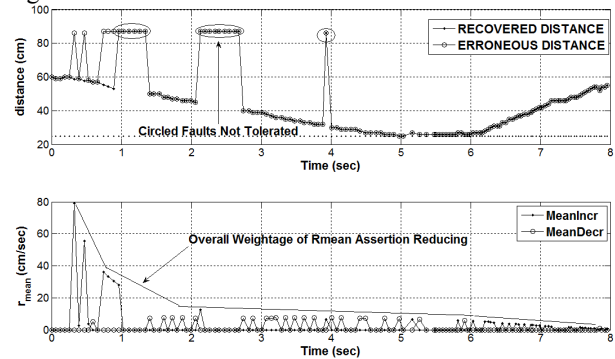 100
80
60
40
20
distance (cm)
RECOVERED DISTANCE
ERRONEOUS DISTANCE
Circled Faults Not Tolerated
0 1 2 3 4 5 6 7 8
Time (sec)
80
60
40
20
0
r_mean (cm/sec)
MeanIncr
MeanDecr
Overall Weightage of Rmean Assertion Reducing
0 1 2 3 4 5 6 7 8
Time (sec)